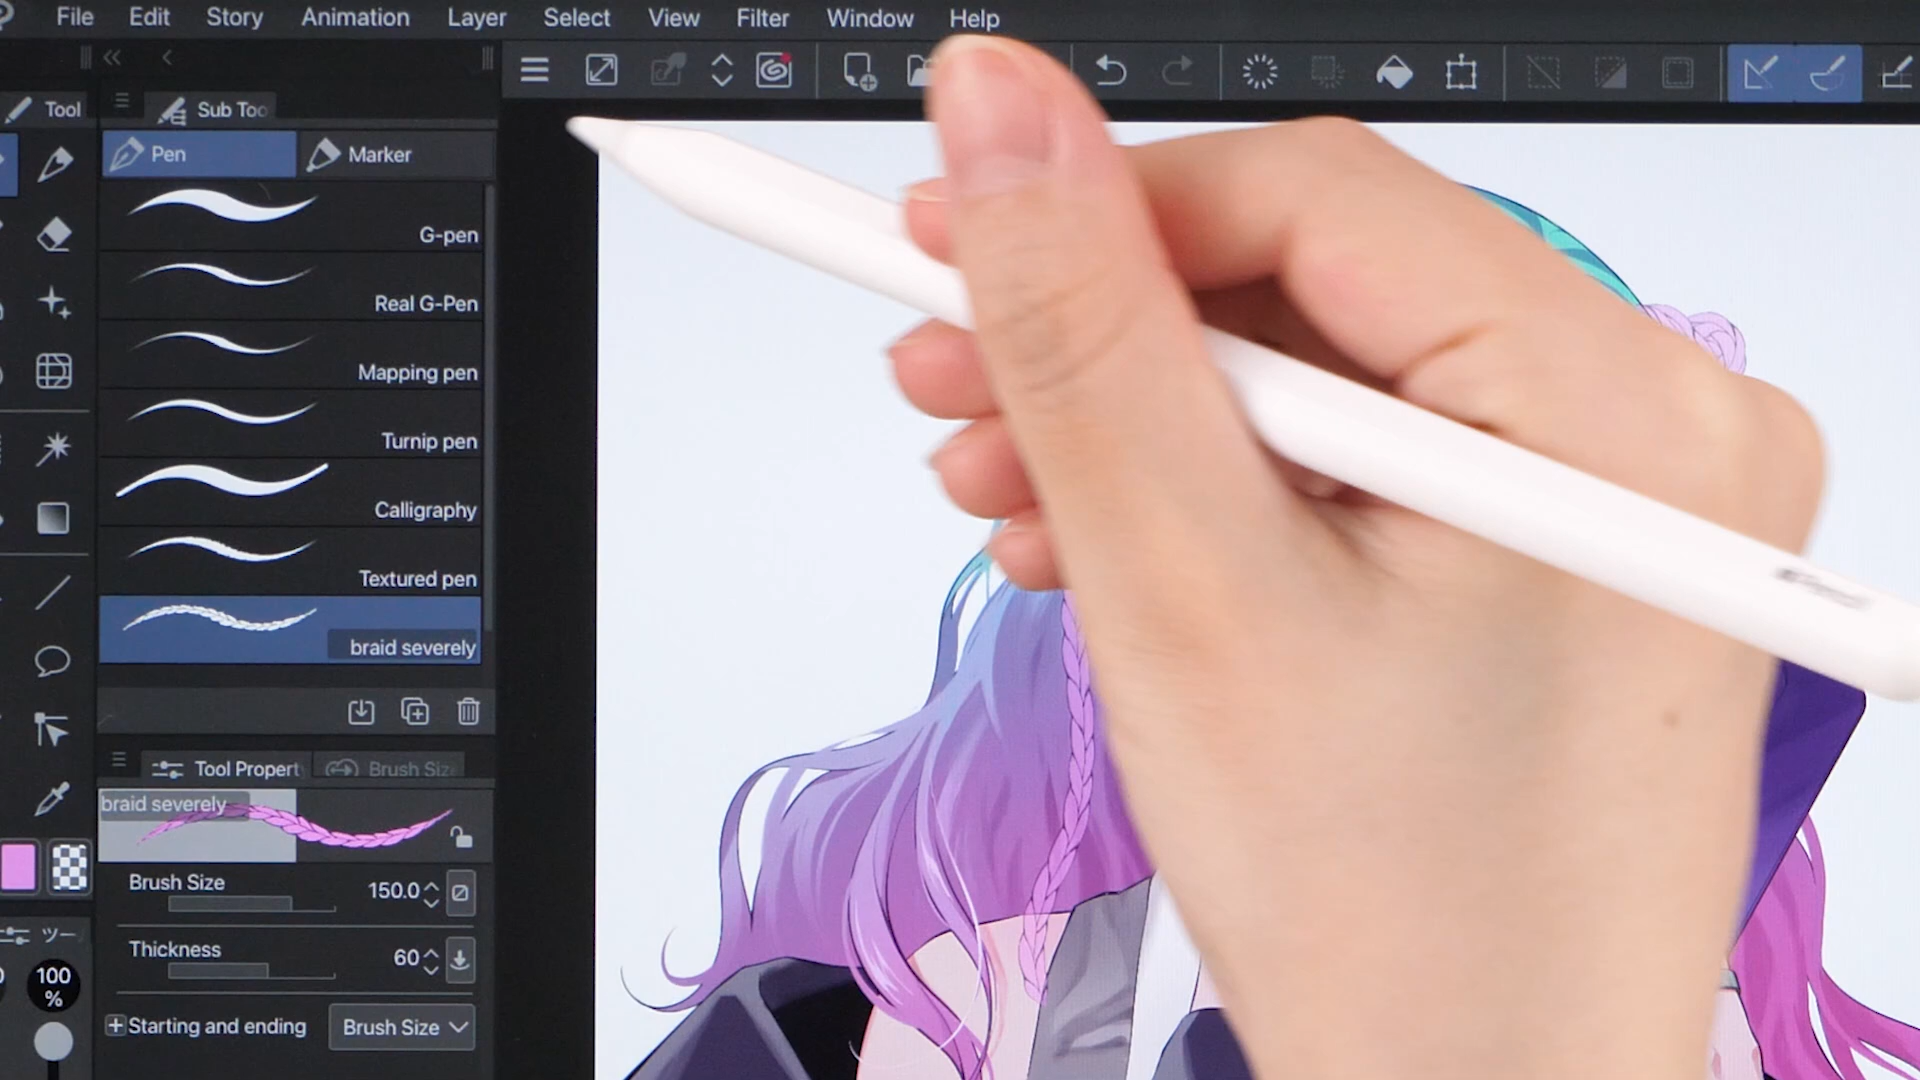 File Edit Story Animation Layer Select View Filter Window Help
Tool
Sub Too
Pen
Marker
G-pen
Real G-Pen
Mapping pen
Turnip pen
Calligraphy
Textured pen
braid severely
Tool Propert
Brush Siz
braid severely
Brush Size 150.0
Thickness 60
Starting and ending Brush Size
ツー
100
%